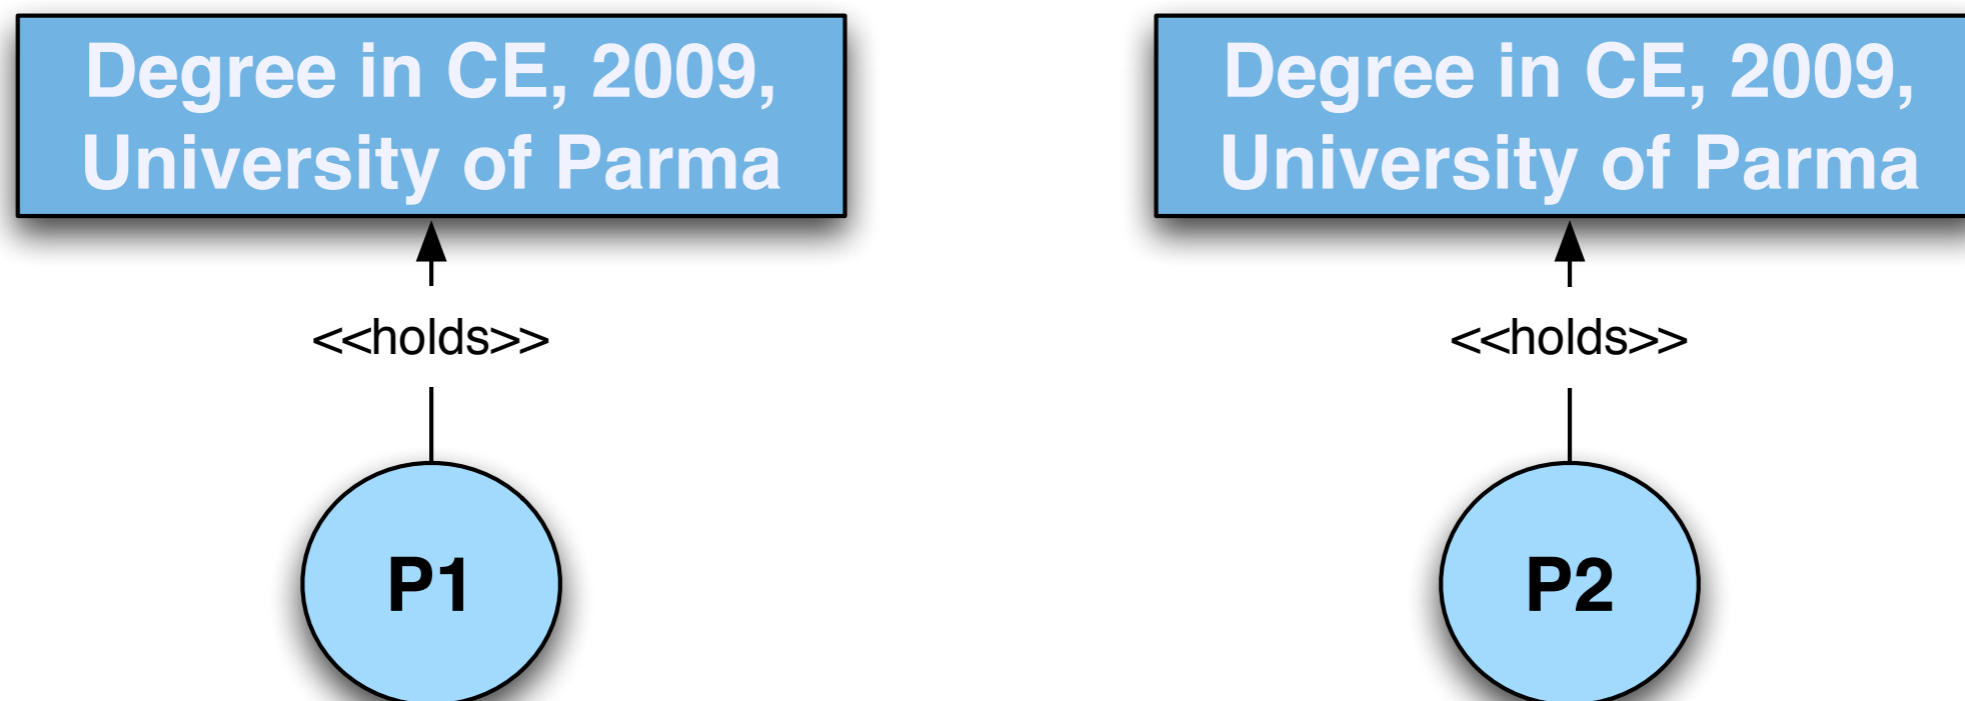 Degree in CE, 2009,
University of Parma
<<holds>>
P1
Degree in CE, 2009,
University of Parma
<<holds>>
P2